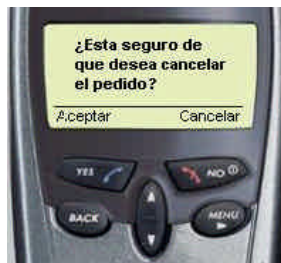 ¿Esta seguro de
que desea cancelar
el pedido?
Aceptar Cancelar
YES NO
BACK MENU